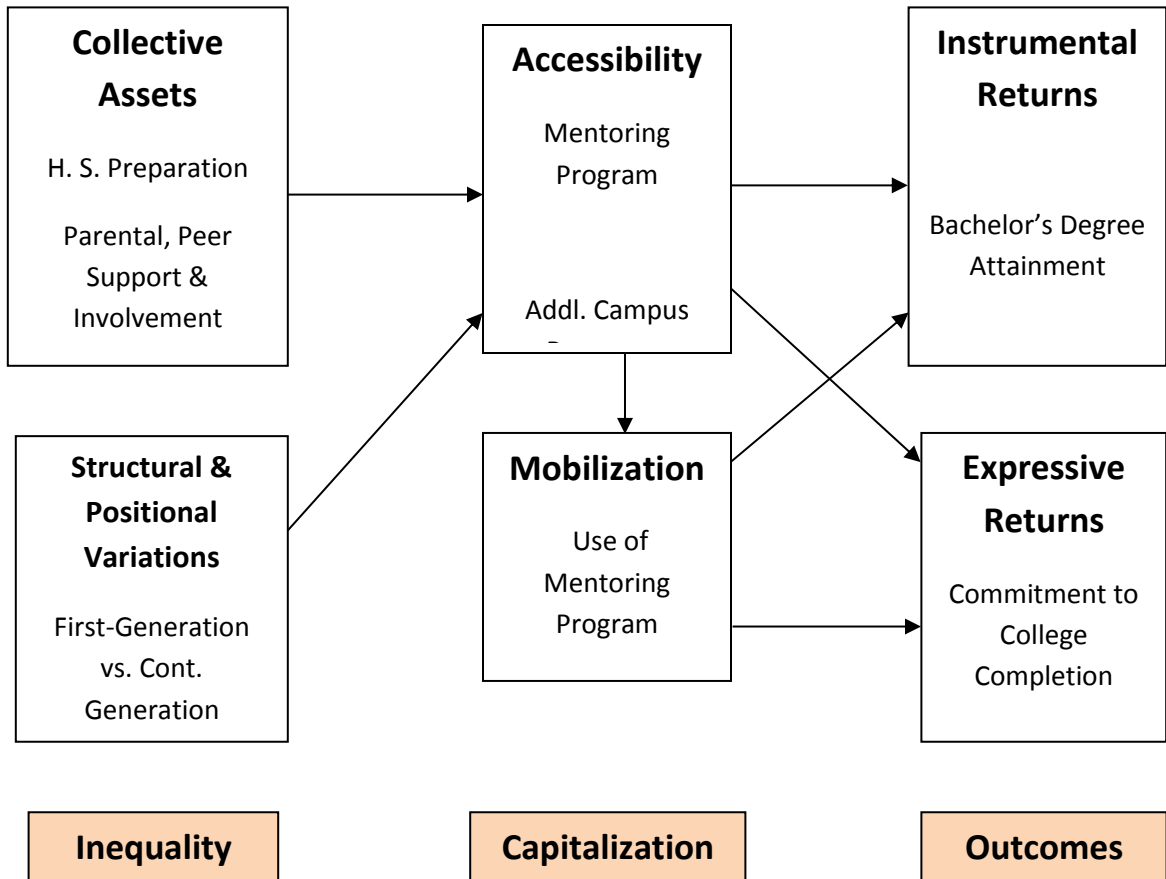 Collective
Assets
H. S. Preparation
Parental, Peer
Support &
Involvement
Structural &
Positional
Variations
First-Generation
vs. Cont.
Generation
Accessibility
Mentoring
Program
Addl. Campus
Mobilization
Use of
Mentoring
Program
Instrumental
Returns
Bachelor’s Degree
Attainment
Expressive
Returns
Commitment to
College
Completion
Inequality
Capitalization
Outcomes